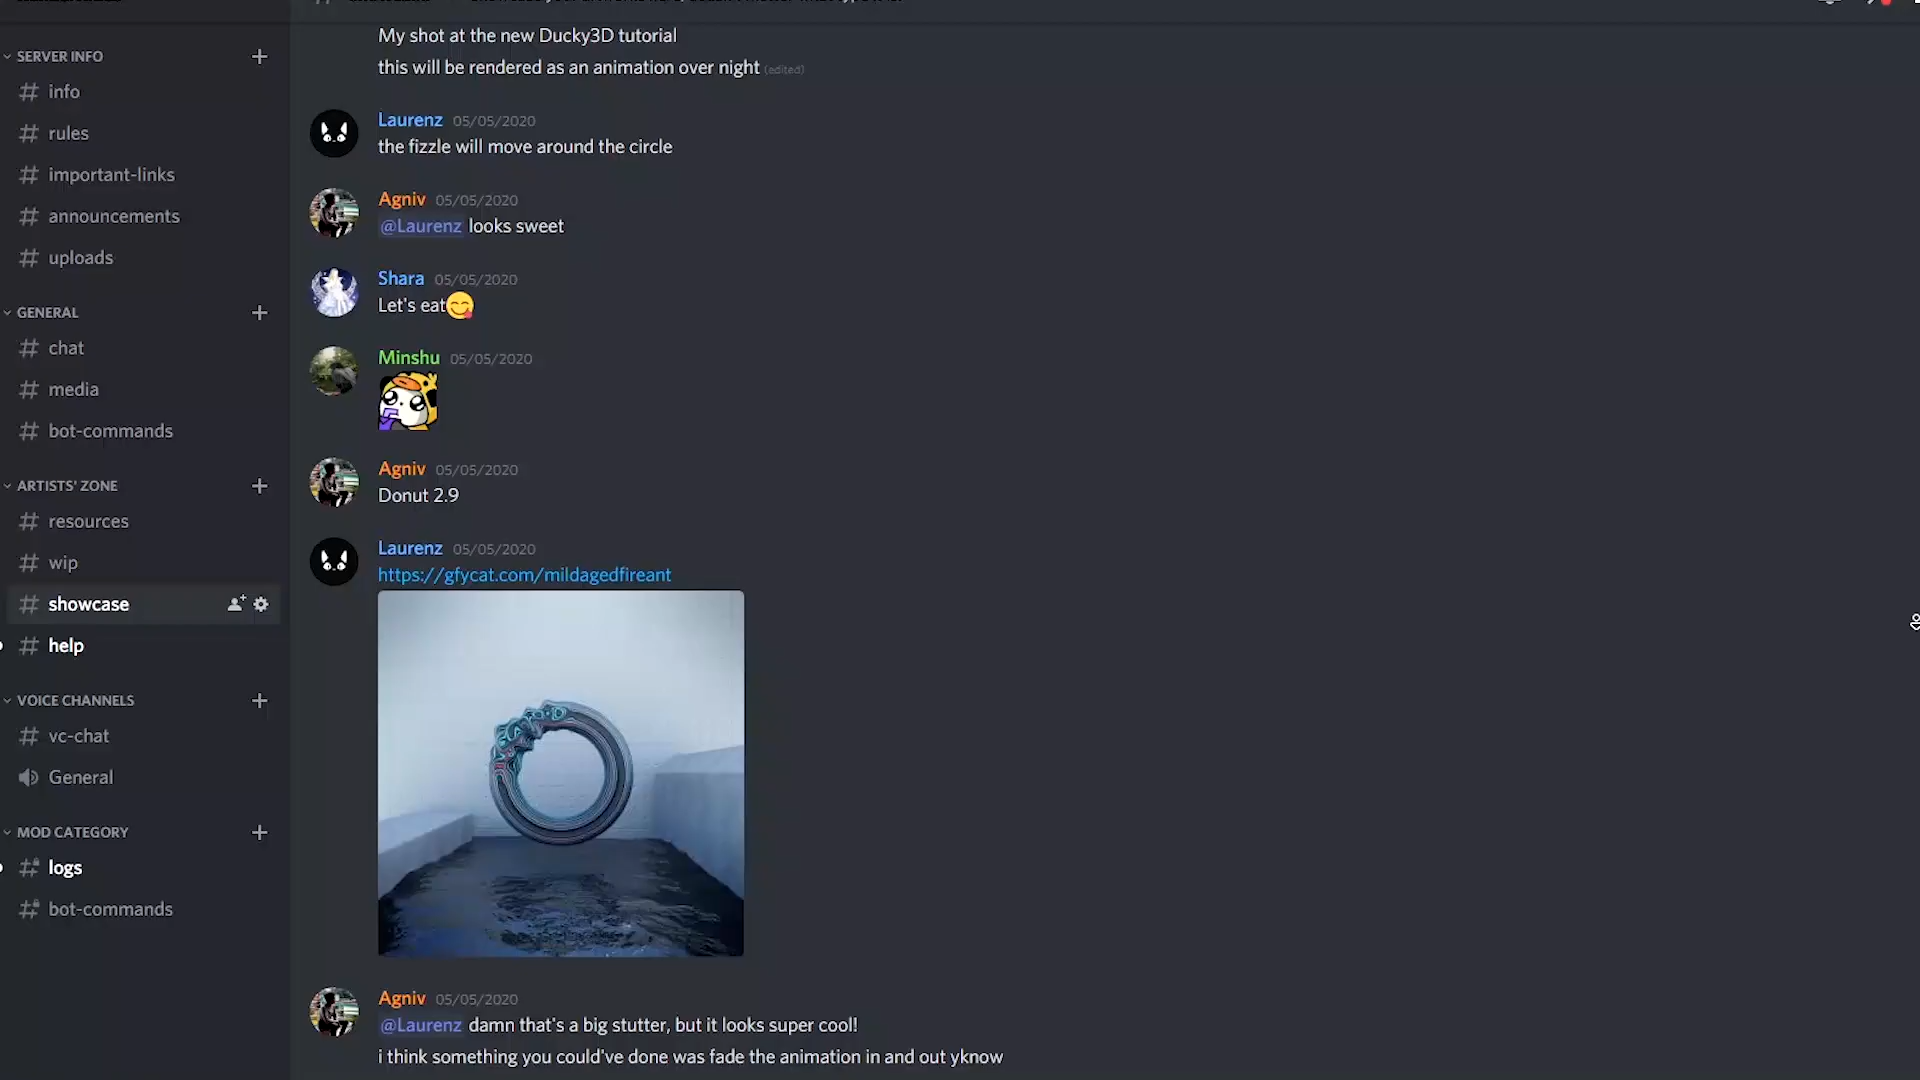 SERVER INFO
info
rules
important-links
announcements
uploads
GENERAL
chat
media
bot-commands
ARTISTS' ZONE
resources
wip
showcase
help
VOICE CHANNELS
vc-chat
General
MOD CATEGORY
logs
bot-commands
My shot at the new Ducky3D tutorial
this will be rendered as an animation over night (edited)
Laurenz 05/05/2020
the fizzle will move around the circle
Agniv 05/05/2020
@Laurenz looks sweet
Shara 05/05/2020
Let's eat😋
Minshu 05/05/2020
Agniv 05/05/2020
Donut 2.9
Laurenz 05/05/2020
https://gfycat.com/mildagedfireant
Agniv 05/05/2020
@Laurenz damn that's a big stutter, but it looks super cool!
i think something you could've done was fade the animation in and out yknow